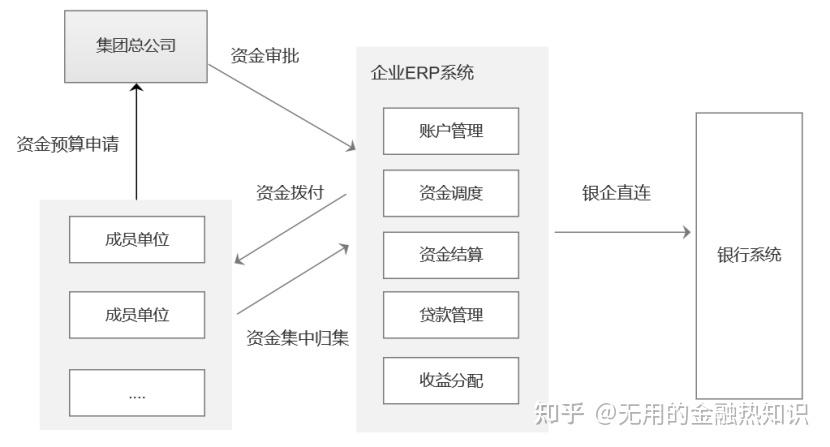 集团总公司
资金审批
企业ERP系统
资金预算申请
账户管理
资金拨付
资金调度
银企直连
成员单位
资金结算
银行系统
成员单位
贷款管理
资金集中归集
收益分配
....
知乎 @无用的金融热知识